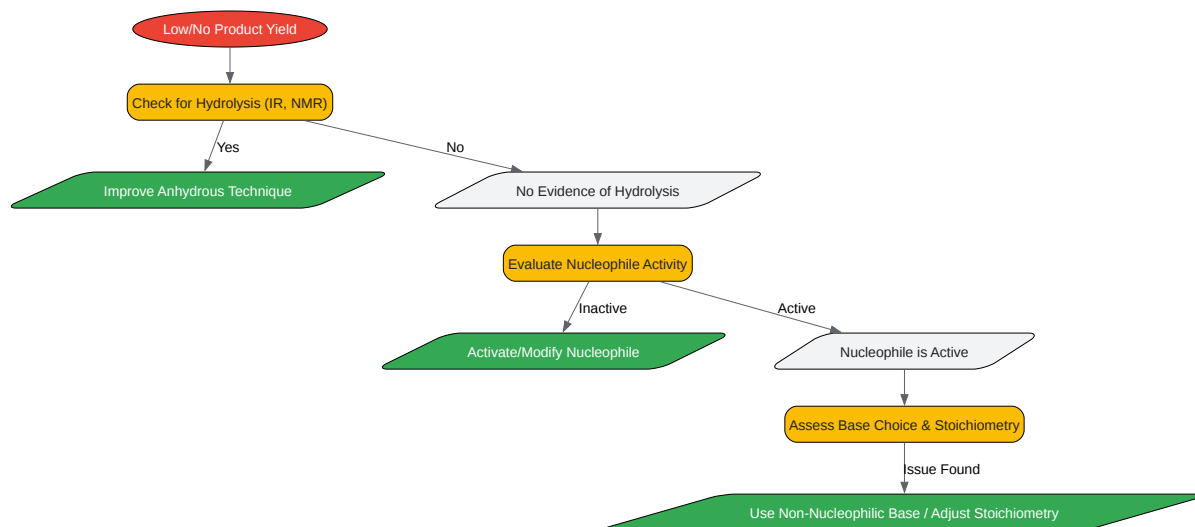 Low/No Product Yield
Check for Hydrolysis (IR, NMR)
Yes
No
Improve Anhydrous Technique
No Evidence of Hydrolysis
Evaluate Nucleophile Activity
Inactive
Active
Activate/Modify Nucleophile
Nucleophile is Active
Assess Base Choice & Stoichiometry
Issue Found
Use Non-Nucleophilic Base / Adjust Stoichiometry